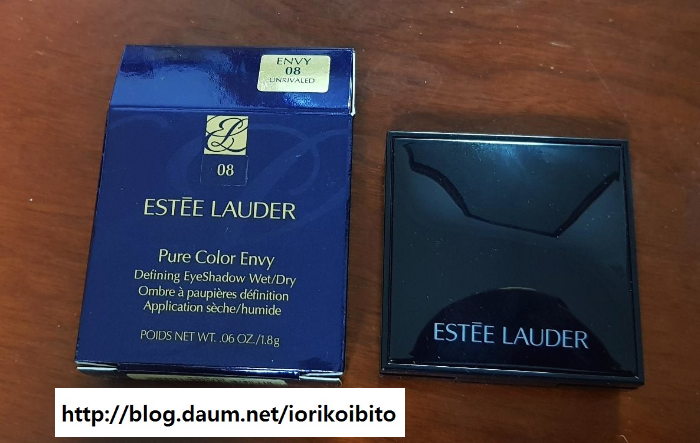 ENVY
08
UNRIVALED
EL
08
ESTĒE LAUDER
Pure Color Envy
Defining EyeShadow Wet/Dry
Ombre à paupières définition
Application sèche/humide
POIDS NET WT. .06 OZ./1.8g
ESTĒE LAUDER
http://blog.daum.net/iorikoibito